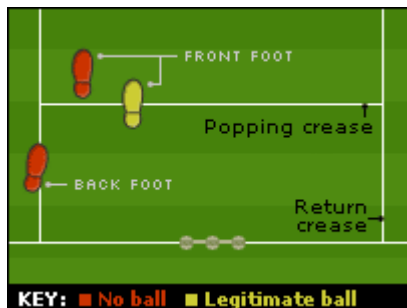 FRONT FOOT
Popping crease
BACK FOOT
Return
crease
KEY: No ball Legitimate ball